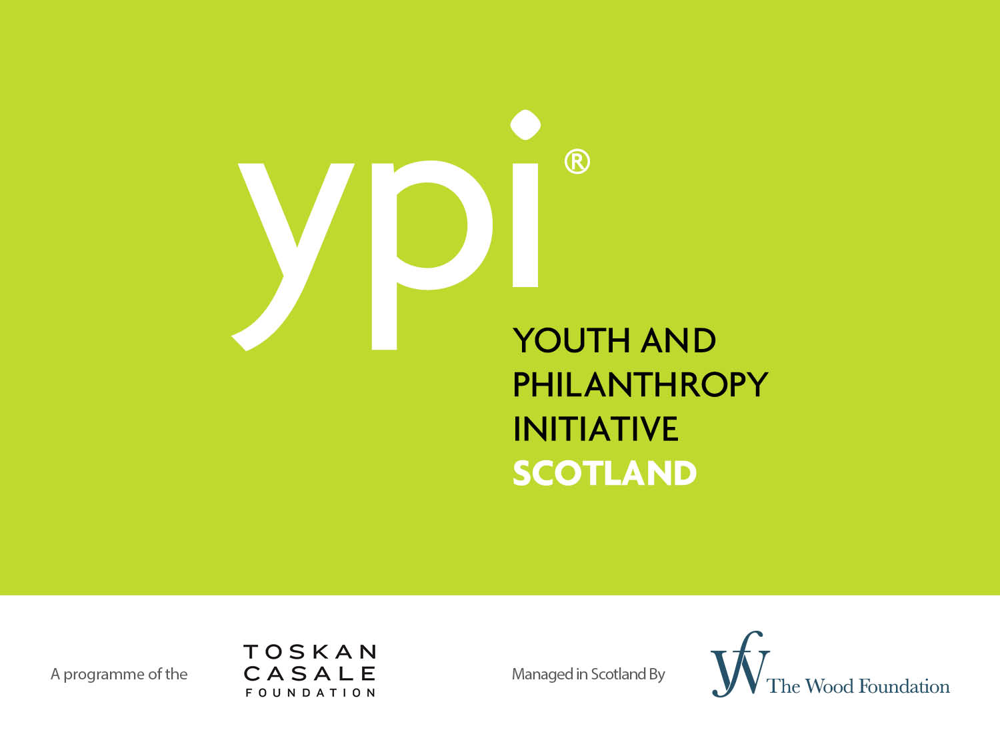 ypi®
YOUTH AND
PHILANTHROPY
INITIATIVE
SCOTLAND
A programme of the
TOSKAN
CASALE
FOUNDATION
Managed in Scotland By
The Wood Foundation